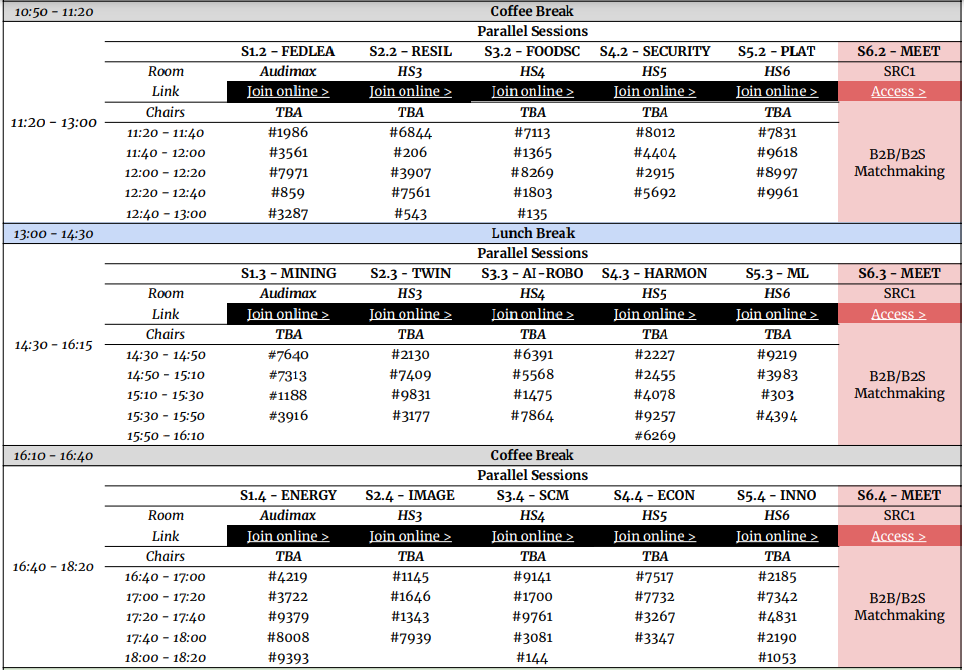 10:50 - 11:20 Coffee Break
Parallel Sessions
S1.2 - FEDLEA S2.2 - RESIL S3.2 - FOODSC S4.2 - SECURITY S5.2 - PLAT S6.2 - MEET
Room Audimax HS3 HS4 HS5 HS6 SRC1
Link Join online > Join online > Join online > Join online > Join online > Access >
Chairs TBA TBA TBA TBA TBA
11:20 - 13:00
11:20 - 11:40 #1986 #6844 #7113 #8012 #7831
11:40 - 12:00 #3561 #206 #1365 #4404 #9618
B2B/B2S
12:00 - 12:20 #7971 #3907 #8269 #2915 #8997
Matchmaking
12:20 - 12:40 #859 #7561 #1803 #5692 #9961
12:40 - 13:00 #3287 #543 #135
13:00 - 14:30 Lunch Break
Parallel Sessions
S1.3 - MINING S2.3 - TWIN S3.3 - AI-ROBO S4.3 - HARMON S5.3 - ML S6.3 - MEET
Room Audimax HS3 HS4 HS5 HS6 SRC1
Link Join online > Join online > Join online > Join online > Join online > Access >
Chairs TBA TBA TBA TBA TBA
14:30 - 16:15
14:30 - 14:50 #7640 #2130 #6391 #2227 #9219
14:50 - 15:10 #7313 #7409 #5568 #2455 #3983
B2B/B2S
15:10 - 15:30 #1188 #9831 #1475 #4078 #303
Matchmaking
15:30 - 15:50 #3916 #3177 #7864 #9257 #4394
15:50 - 16:10 #6269
16:10 - 16:40 Coffee Break
Parallel Sessions
S1.4 - ENERGY S2.4 - IMAGE S3.4 - SCM S4.4 - ECON S5.4 - INNO S6.4 - MEET
Room Audimax HS3 HS4 HS5 HS6 SRC1
Link Join online > Join online > Join online > Join online > Join online > Access >
Chairs TBA TBA TBA TBA TBA
16:40 - 18:20
16:40 - 17:00 #4219 #1145 #9141 #7517 #2185
17:00 - 17:20 #3722 #1646 #1700 #7732 #7342
B2B/B2S
17:20 - 17:40 #9379 #1343 #9761 #3267 #4831
Matchmaking
17:40 - 18:00 #8008 #7939 #3081 #3347 #2190
18:00 - 18:20 #9393 #144 #1053